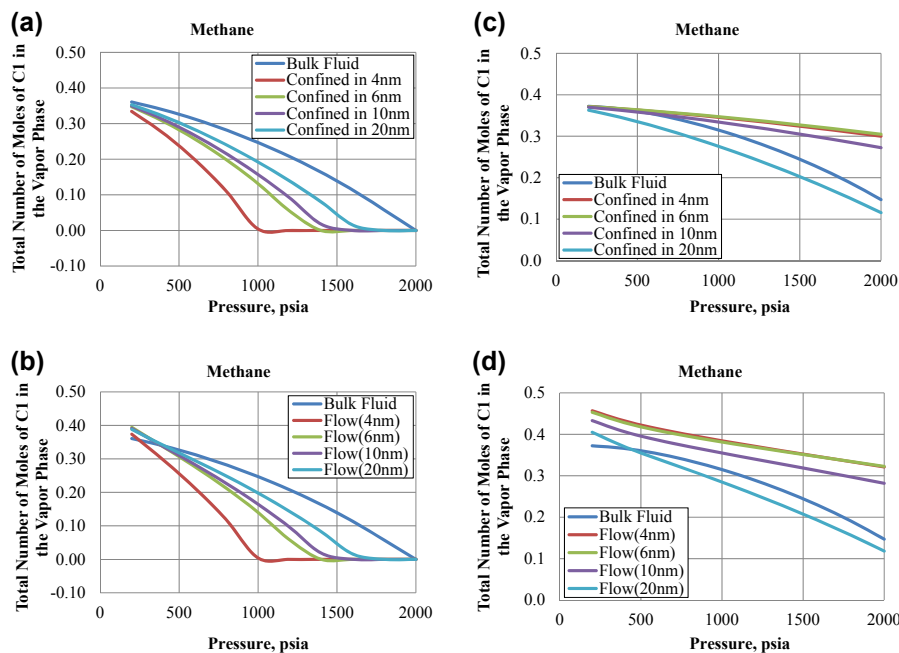 (a)
Methane
Total Number of Moles of C1 in
the Vapor Phase
0.50
0.40
0.30
0.20
0.10
0.00
-0.10
Bulk Fluid
Confined in 4nm
Confined in 6nm
Confined in 10nm
Confined in 20nm
0
500
1000
1500
2000
Pressure, psia
(c)
Methane
Total Number of Moles of C1 in
the Vapor Phase
0.5
0.4
0.3
0.2
0.1
0.0
Bulk Fluid
Confined in 4nm
Confined in 6nm
Confined in 10nm
Confined in 20nm
0
500
1000
1500
2000
Pressure, psia
(b)
Methane
Total Number of Moles of C1 in
the Vapor Phase
0.50
0.40
0.30
0.20
0.10
0.00
-0.10
Bulk Fluid
Flow(4nm)
Flow(6nm)
Flow(10nm)
Flow(20nm)
0
500
1000
1500
2000
Pressure, psia
(d)
Methane
Total Number of Moles of C1 in
the Vapor Phase
0.5
0.4
0.3
0.2
0.1
0.0
Bulk Fluid
Flow(4nm)
Flow(6nm)
Flow(10nm)
Flow(20nm)
0
500
1000
1500
2000
Pressure, psia